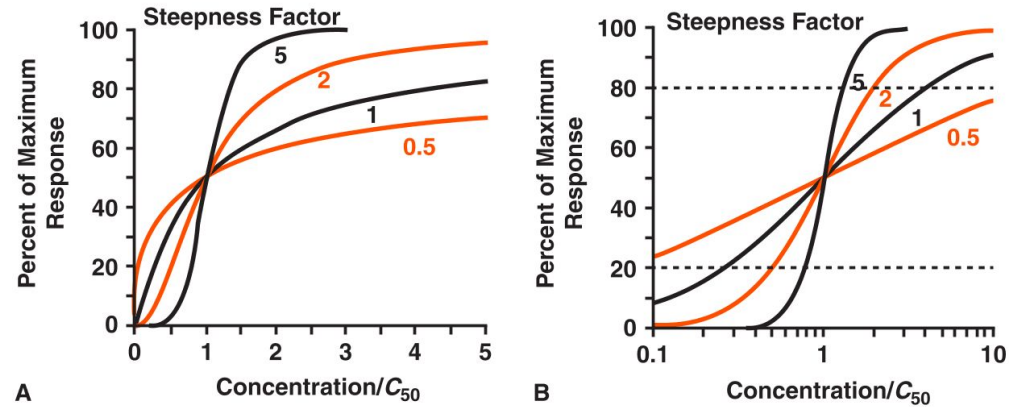 Steepness Factor
100
80
60
40
20
0
Percent of Maximum
Response
5
2
1
0.5
0
1
2
3
4
5
Concentration/C50
A
Steepness Factor
100
80
60
40
20
0
Percent of Maximum
Response
5
2
1
0.5
0.1
1
10
Concentration/C50
B